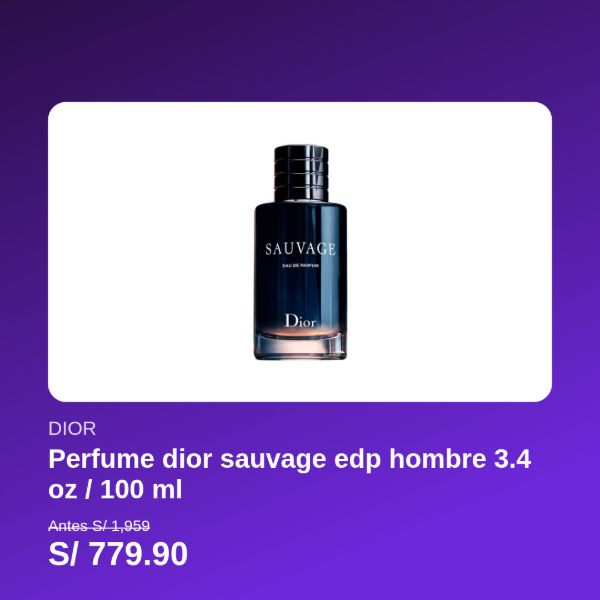 SAUVAGE
EAU DE PARFUM
Dior
DIOR
Perfume dior sauvage edp hombre 3.4
oz / 100 ml
Antes S/ 1,959
S/ 779.90